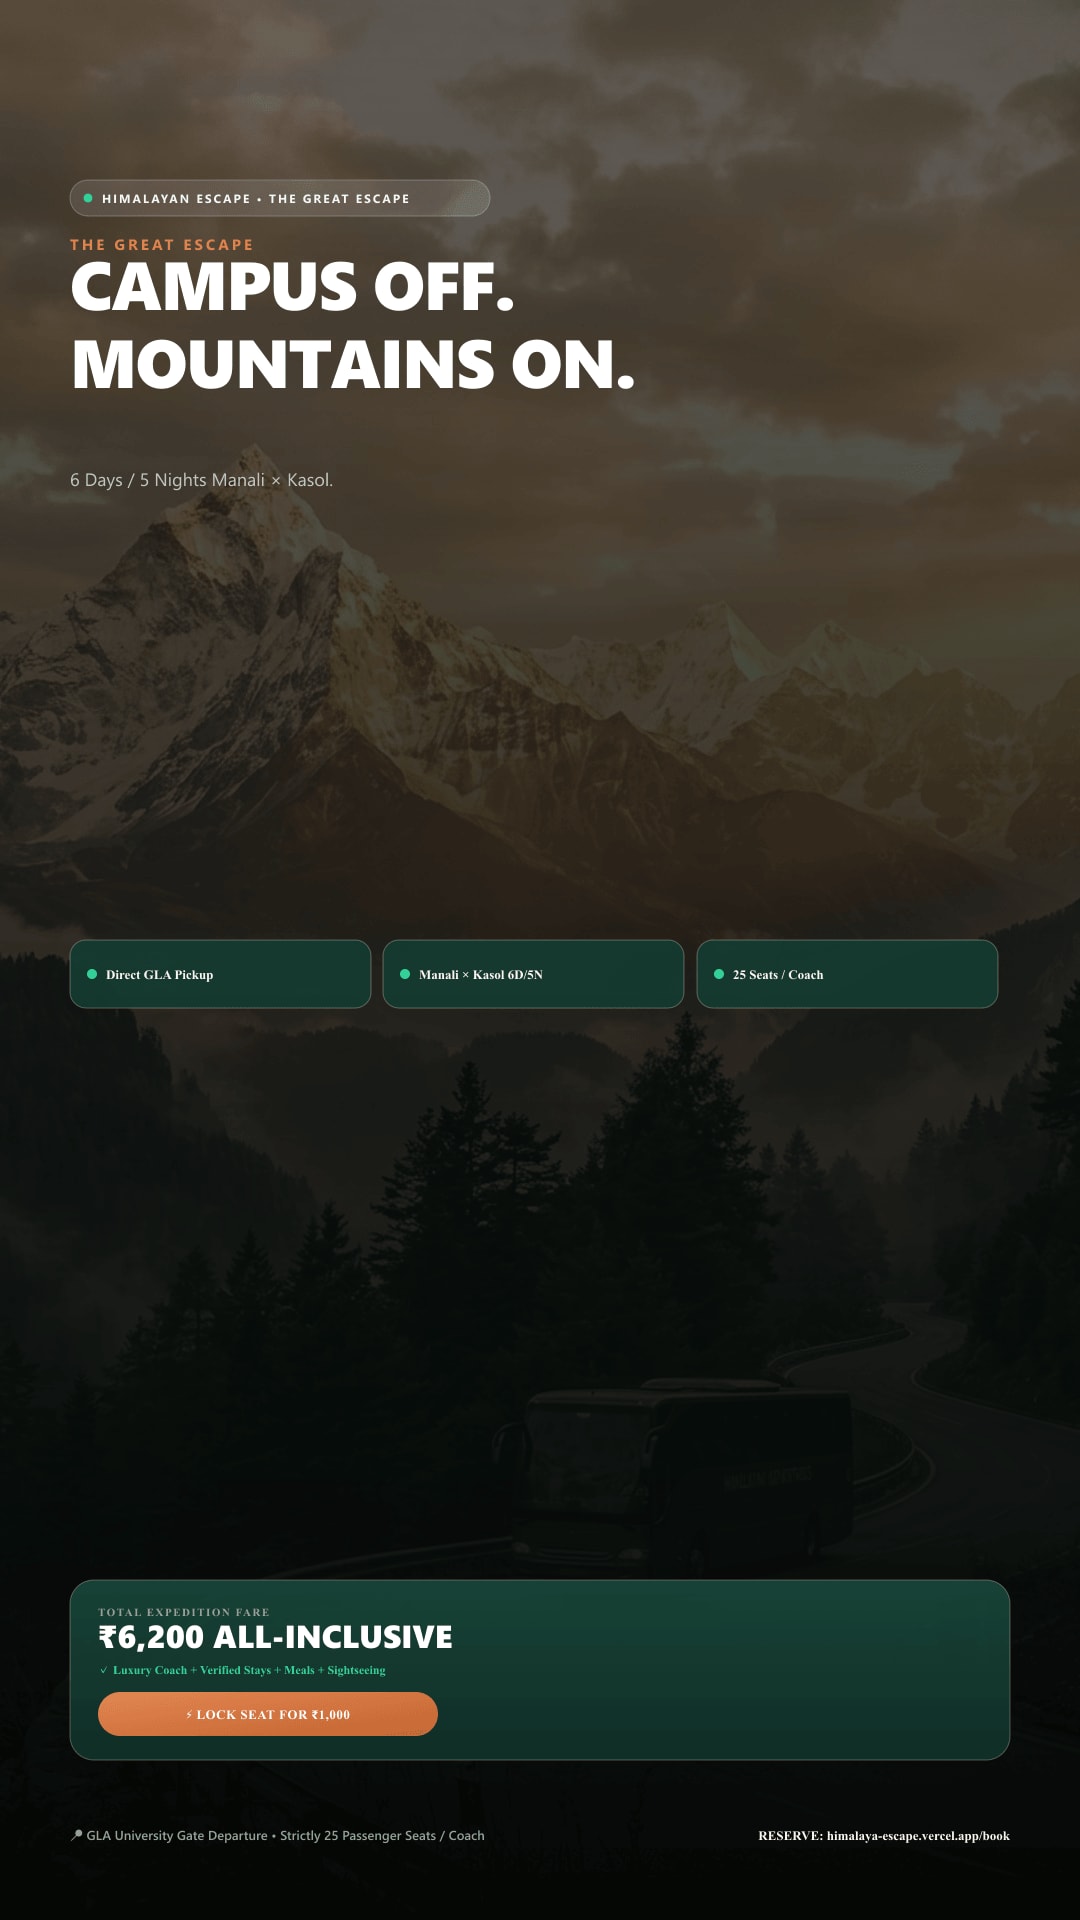 HIMALAYAN ESCAPE • THE GREAT ESCAPE
THE GREAT ESCAPE
CAMPUS OFF.
MOUNTAINS ON.
6 Days / 5 Nights Manali × Kasol.
Direct GLA Pickup
Manali × Kasol 6D/5N
25 Seats / Coach
TOTAL EXPEDITION FARE
₹6,200 ALL-INCLUSIVE
✓ Luxury Coach + Verified Stays + Meals + Sightseeing
⚡ LOCK SEAT FOR ₹1,000
📍 GLA University Gate Departure • Strictly 25 Passenger Seats / Coach
RESERVE: himalaya-escape.vercel.app/book